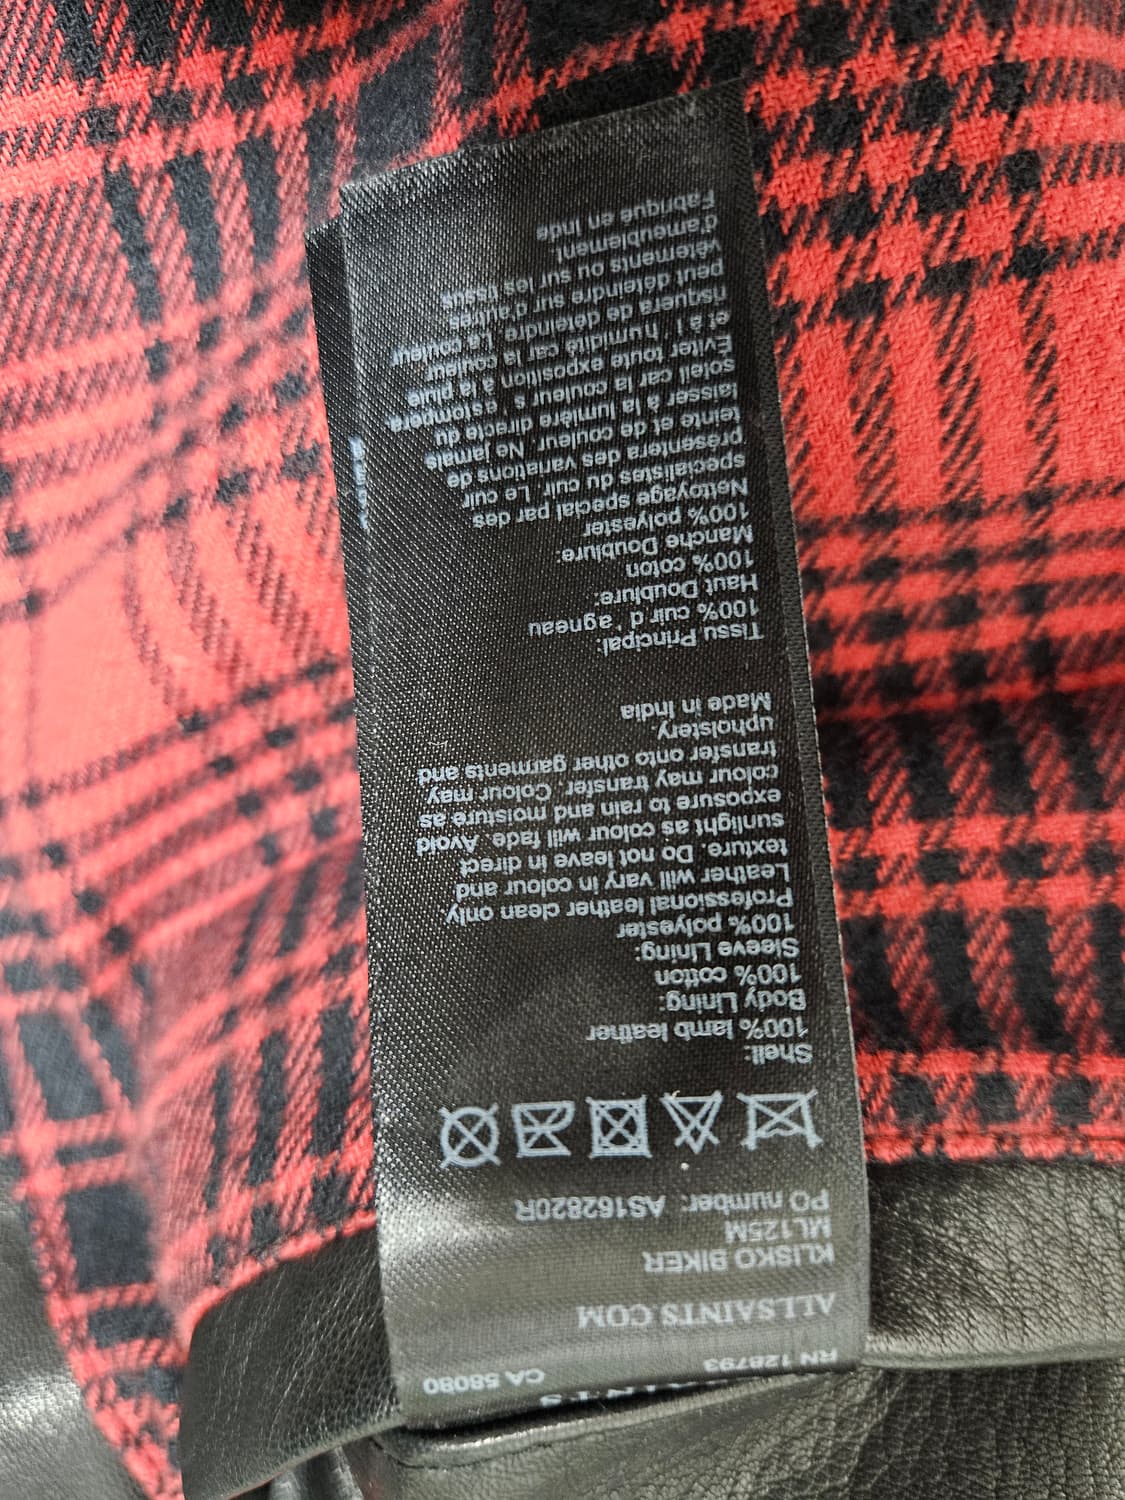 RN 128793 CA 58080
ALLSAINTS COM
KLISKO BIKER
ML125M
PO number: AS162820R
Shell:
100% lamb leather
Body Lining:
100% cotton
Sleeve Lining:
100% polyester
Professional leather clean only
Leather will vary in colour and
texture. Do not leave in direct
sunlight as colour will fade. Avoid
exposure to rain and moisture as
colour may transfer. Colour may
transfer onto other garments and
upholstery
Made in India
Tissu Principal:
100% cuir d' agneau
Haut Doublure:
100% coton
Manche Doublure:
100% polyester
Nettoyage special par des
specialistes du cuir. Le cuir
presentera des variations de
teinte et de couleur. Ne jamais
laisser à la lumière directe du
soleil car la couleur s' estompera
Eviter toute exposition à la pluie
et à l' humidité car la couleur
risquera de déteindre. La couleur
peut déteindre sur d'autres
vêtements ou sur les tissus
d'ameublement
Fabriqué en Inde